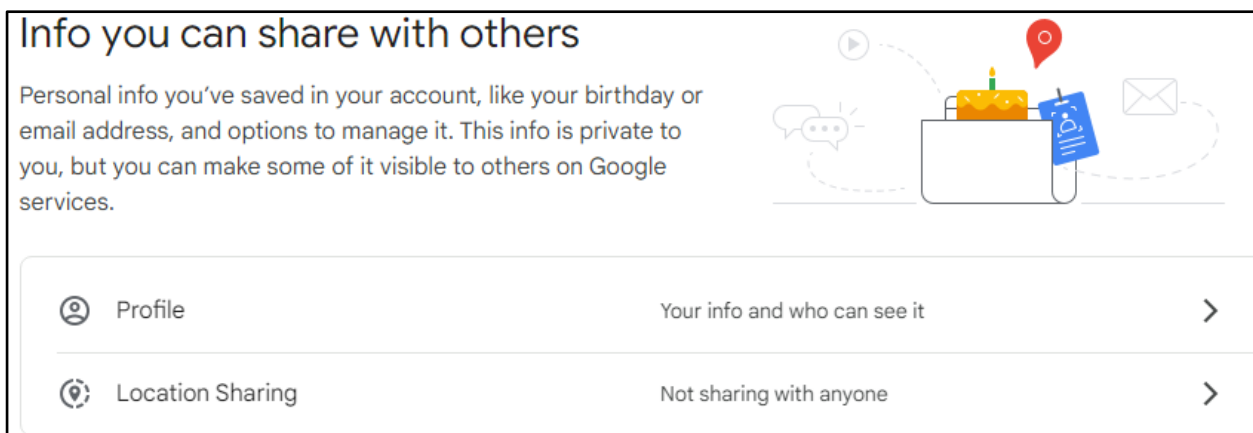 Info you can share with others
Personal info you’ve saved in your account, like your birthday or
email address, and options to manage it. This info is private to
you, but you can make some of it visible to others on Google
services.
Profile
Your info and who can see it
Location Sharing
Not sharing with anyone